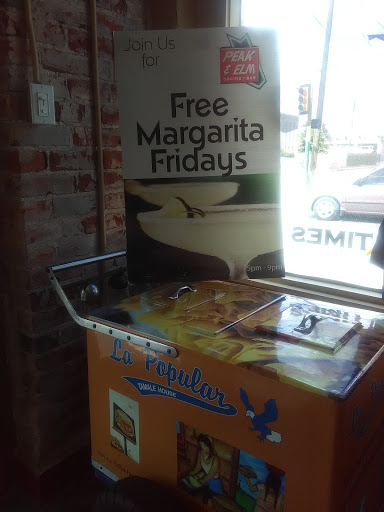 Join Us
for
PEAK
& ELM
Free
Margarita
Fridays
5pm - 9pm
TIMES
La Popular
TAMALE HOUSE